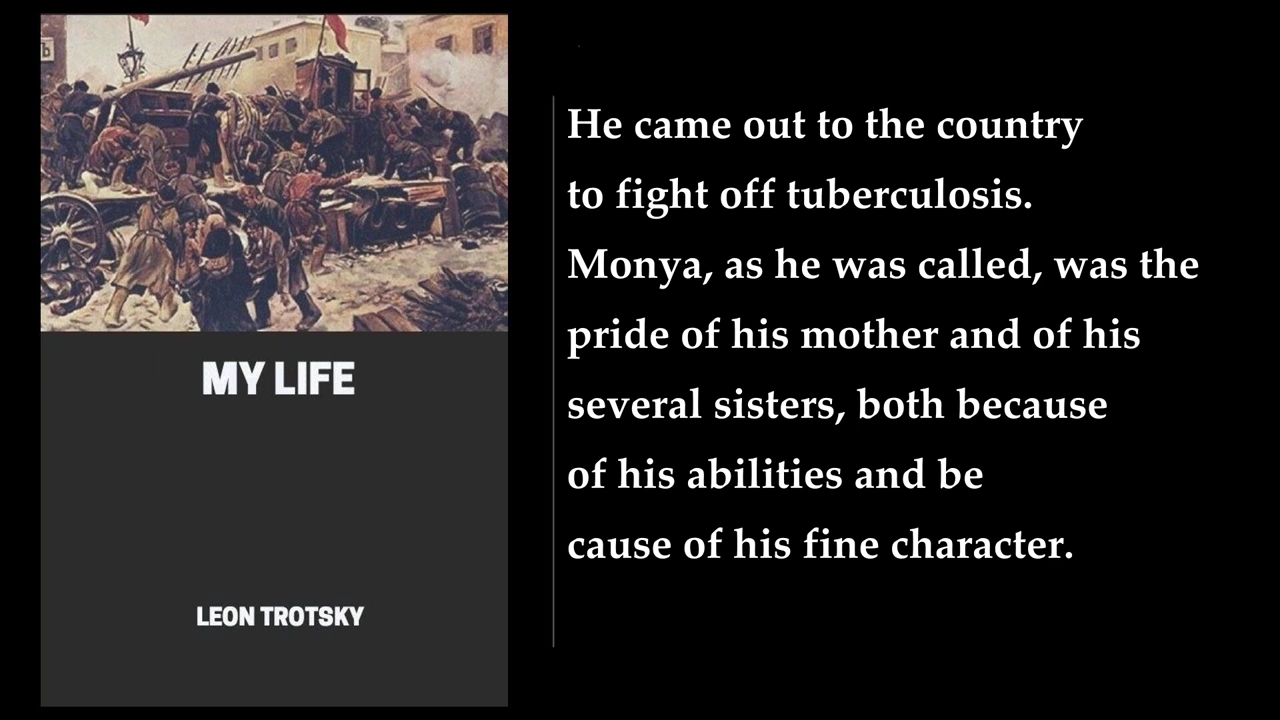 Ъ
MY LIFE
LEON TROTSKY
He came out to the country
to fight off tuberculosis.
Monya, as he was called, was the
pride of his mother and of his
several sisters, both because
of his abilities and be
cause of his fine character.